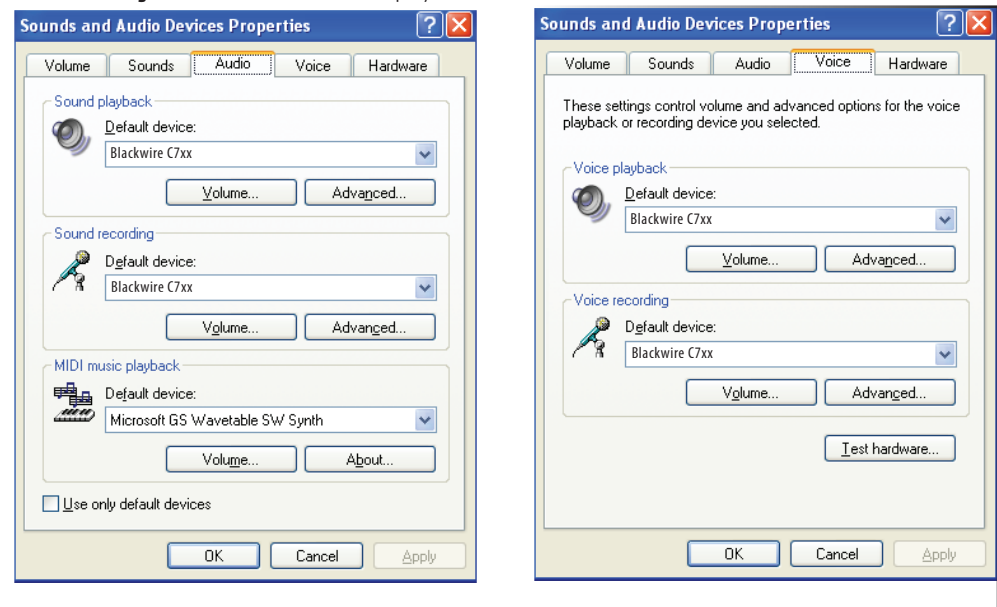 Sounds and Audio Devices Properties
Volume Sounds Audio Voice Hardware
Sound playback
Default device:
Blackwire C7xx
Volume... Advanced...
Sound recording
Default device:
Blackwire C7xx
Volume... Advanced...
MIDI music playback
Default device:
Microsoft GS Wavetable SW Synth
Volume... About...
Use only default devices
OK Cancel Apply
Sounds and Audio Devices Properties
Volume Sounds Audio Voice Hardware
These settings control volume and advanced options for the voice
playback or recording device you selected.
Voice playback
Default device:
Blackwire C7xx
Volume... Advanced...
Voice recording
Default device:
Blackwire C7xx
Volume... Advanced...
Test hardware...
OK Cancel Apply